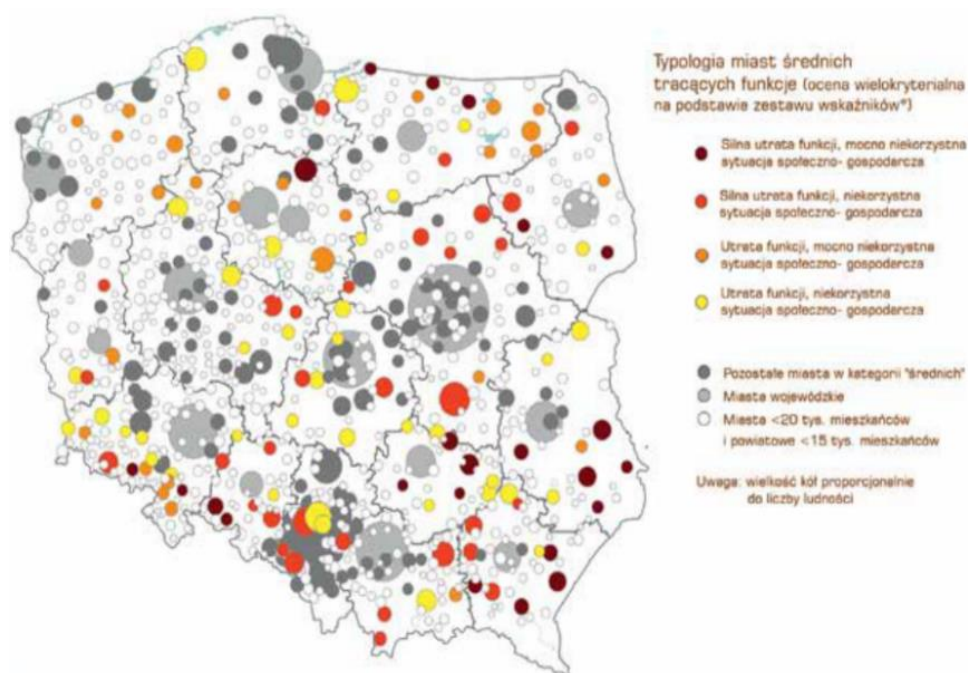 Typologia miast średnich
tracących funkcje (ocena wielokryterialna
na podstawie zestawu wskaźników*)
Silna utrata funkcji, mocno niekorzystna
sytuacja społeczno- gospodarcza
Silna utrata funkcji, niekorzystna
sytuacja społeczno- gospodarcza
Utrata funkcji, mocno niekorzystna
sytuacja społeczno- gospodarcza
Utrata funkcji, niekorzystna
sytuacja społeczno- gospodarcza
Pozostałe miasta w kategorii "średnich"
Miasta wojewódzkie
Miasta <20 tys. mieszkańców
i powiatowe <15 tys. mieszkańców
Uwaga: wielkość kół proporcjonalnie
do liczby ludności